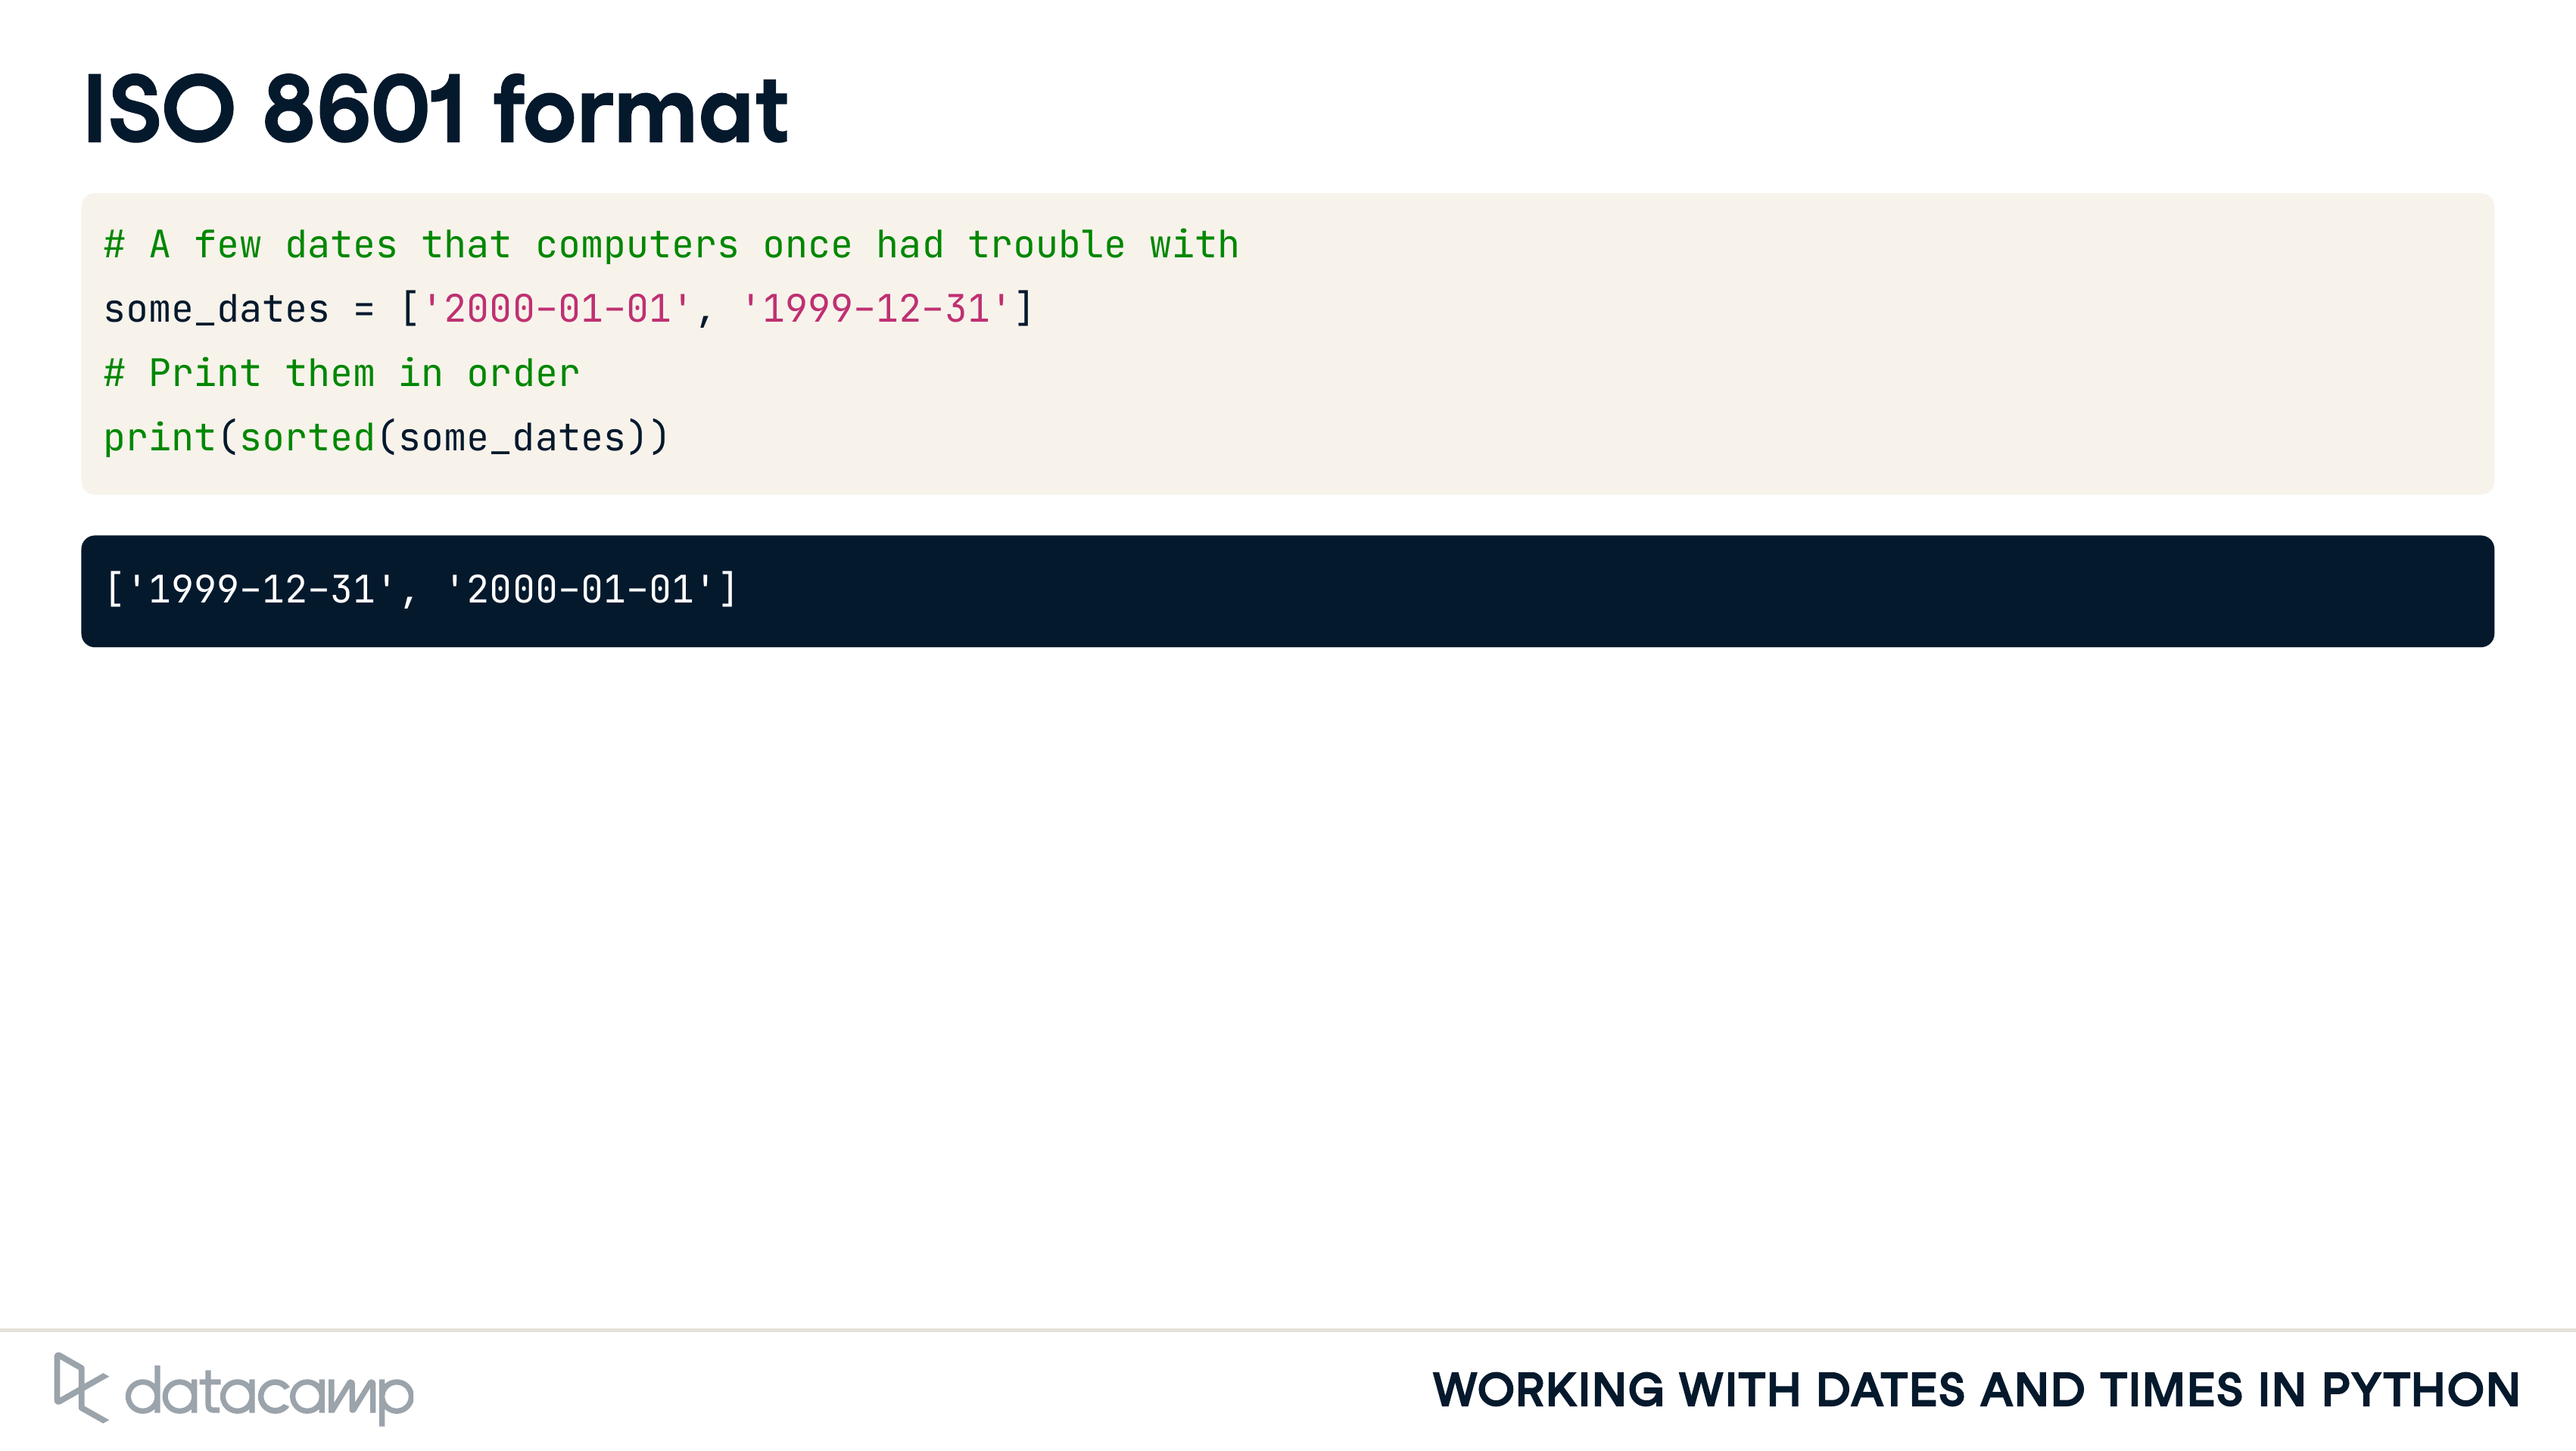 ISO 8601 format
# A few dates that computers once had trouble with
some_dates = ['2000-01-01', '1999-12-31']
# Print them in order
print(sorted(some_dates))
['1999-12-31', '2000-01-01']
datacamp
WORKING WITH DATES AND TIMES IN PYTHON